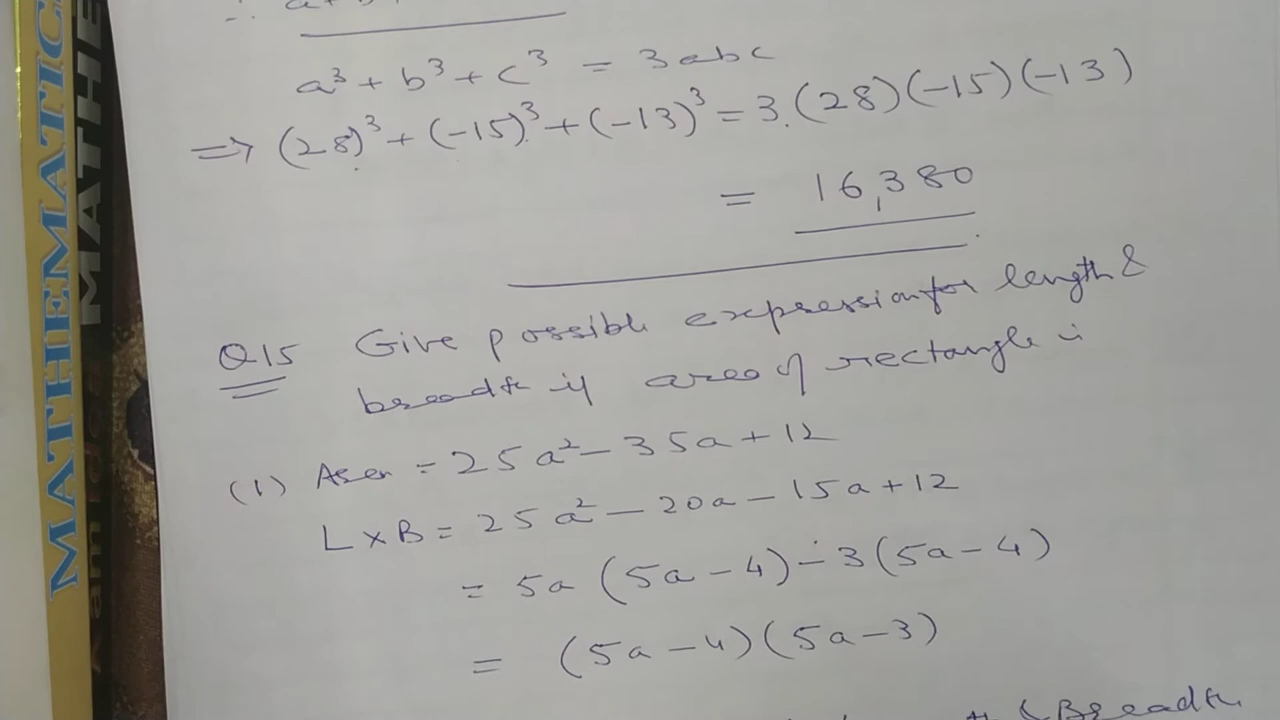 a³ + b³ + c³ = 3abc
⇒ (28)³ + (-15)³ + (-13)³ = 3.(28)(-15)(-13)
= 16,380
Q15 Give possible expression for length &
breadth if area of rectangle is
(1) Area = 25a² - 35a + 12
L×B = 25a² - 20a - 15a + 12
= 5a (5a - 4) - 3 (5a - 4)
= (5a - 4)(5a - 3)
& Breadth
MATHEMATIC
MATHE